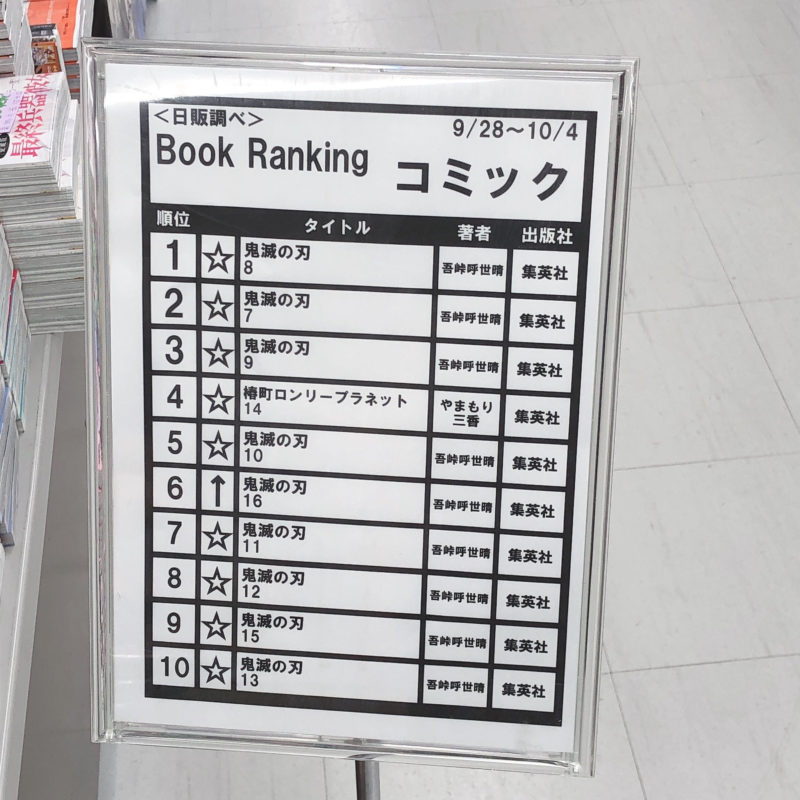 最終兵器彼女
<日販調べ>
9/28~10/4
Book Ranking
コミック
順位 タイトル 著者 出版社
1 ☆ 鬼滅の刃 8 吾峠呼世晴 集英社
2 ☆ 鬼滅の刃 7 吾峠呼世晴 集英社
3 ☆ 鬼滅の刃 9 吾峠呼世晴 集英社
4 ☆ 椿町ロンリープラネット 14 やまもり三香 集英社
5 ☆ 鬼滅の刃 10 吾峠呼世晴 集英社
6 ↑ 鬼滅の刃 16 吾峠呼世晴 集英社
7 ☆ 鬼滅の刃 11 吾峠呼世晴 集英社
8 ☆ 鬼滅の刃 12 吾峠呼世晴 集英社
9 ☆ 鬼滅の刃 15 吾峠呼世晴 集英社
10 ☆ 鬼滅の刃 13 吾峠呼世晴 集英社